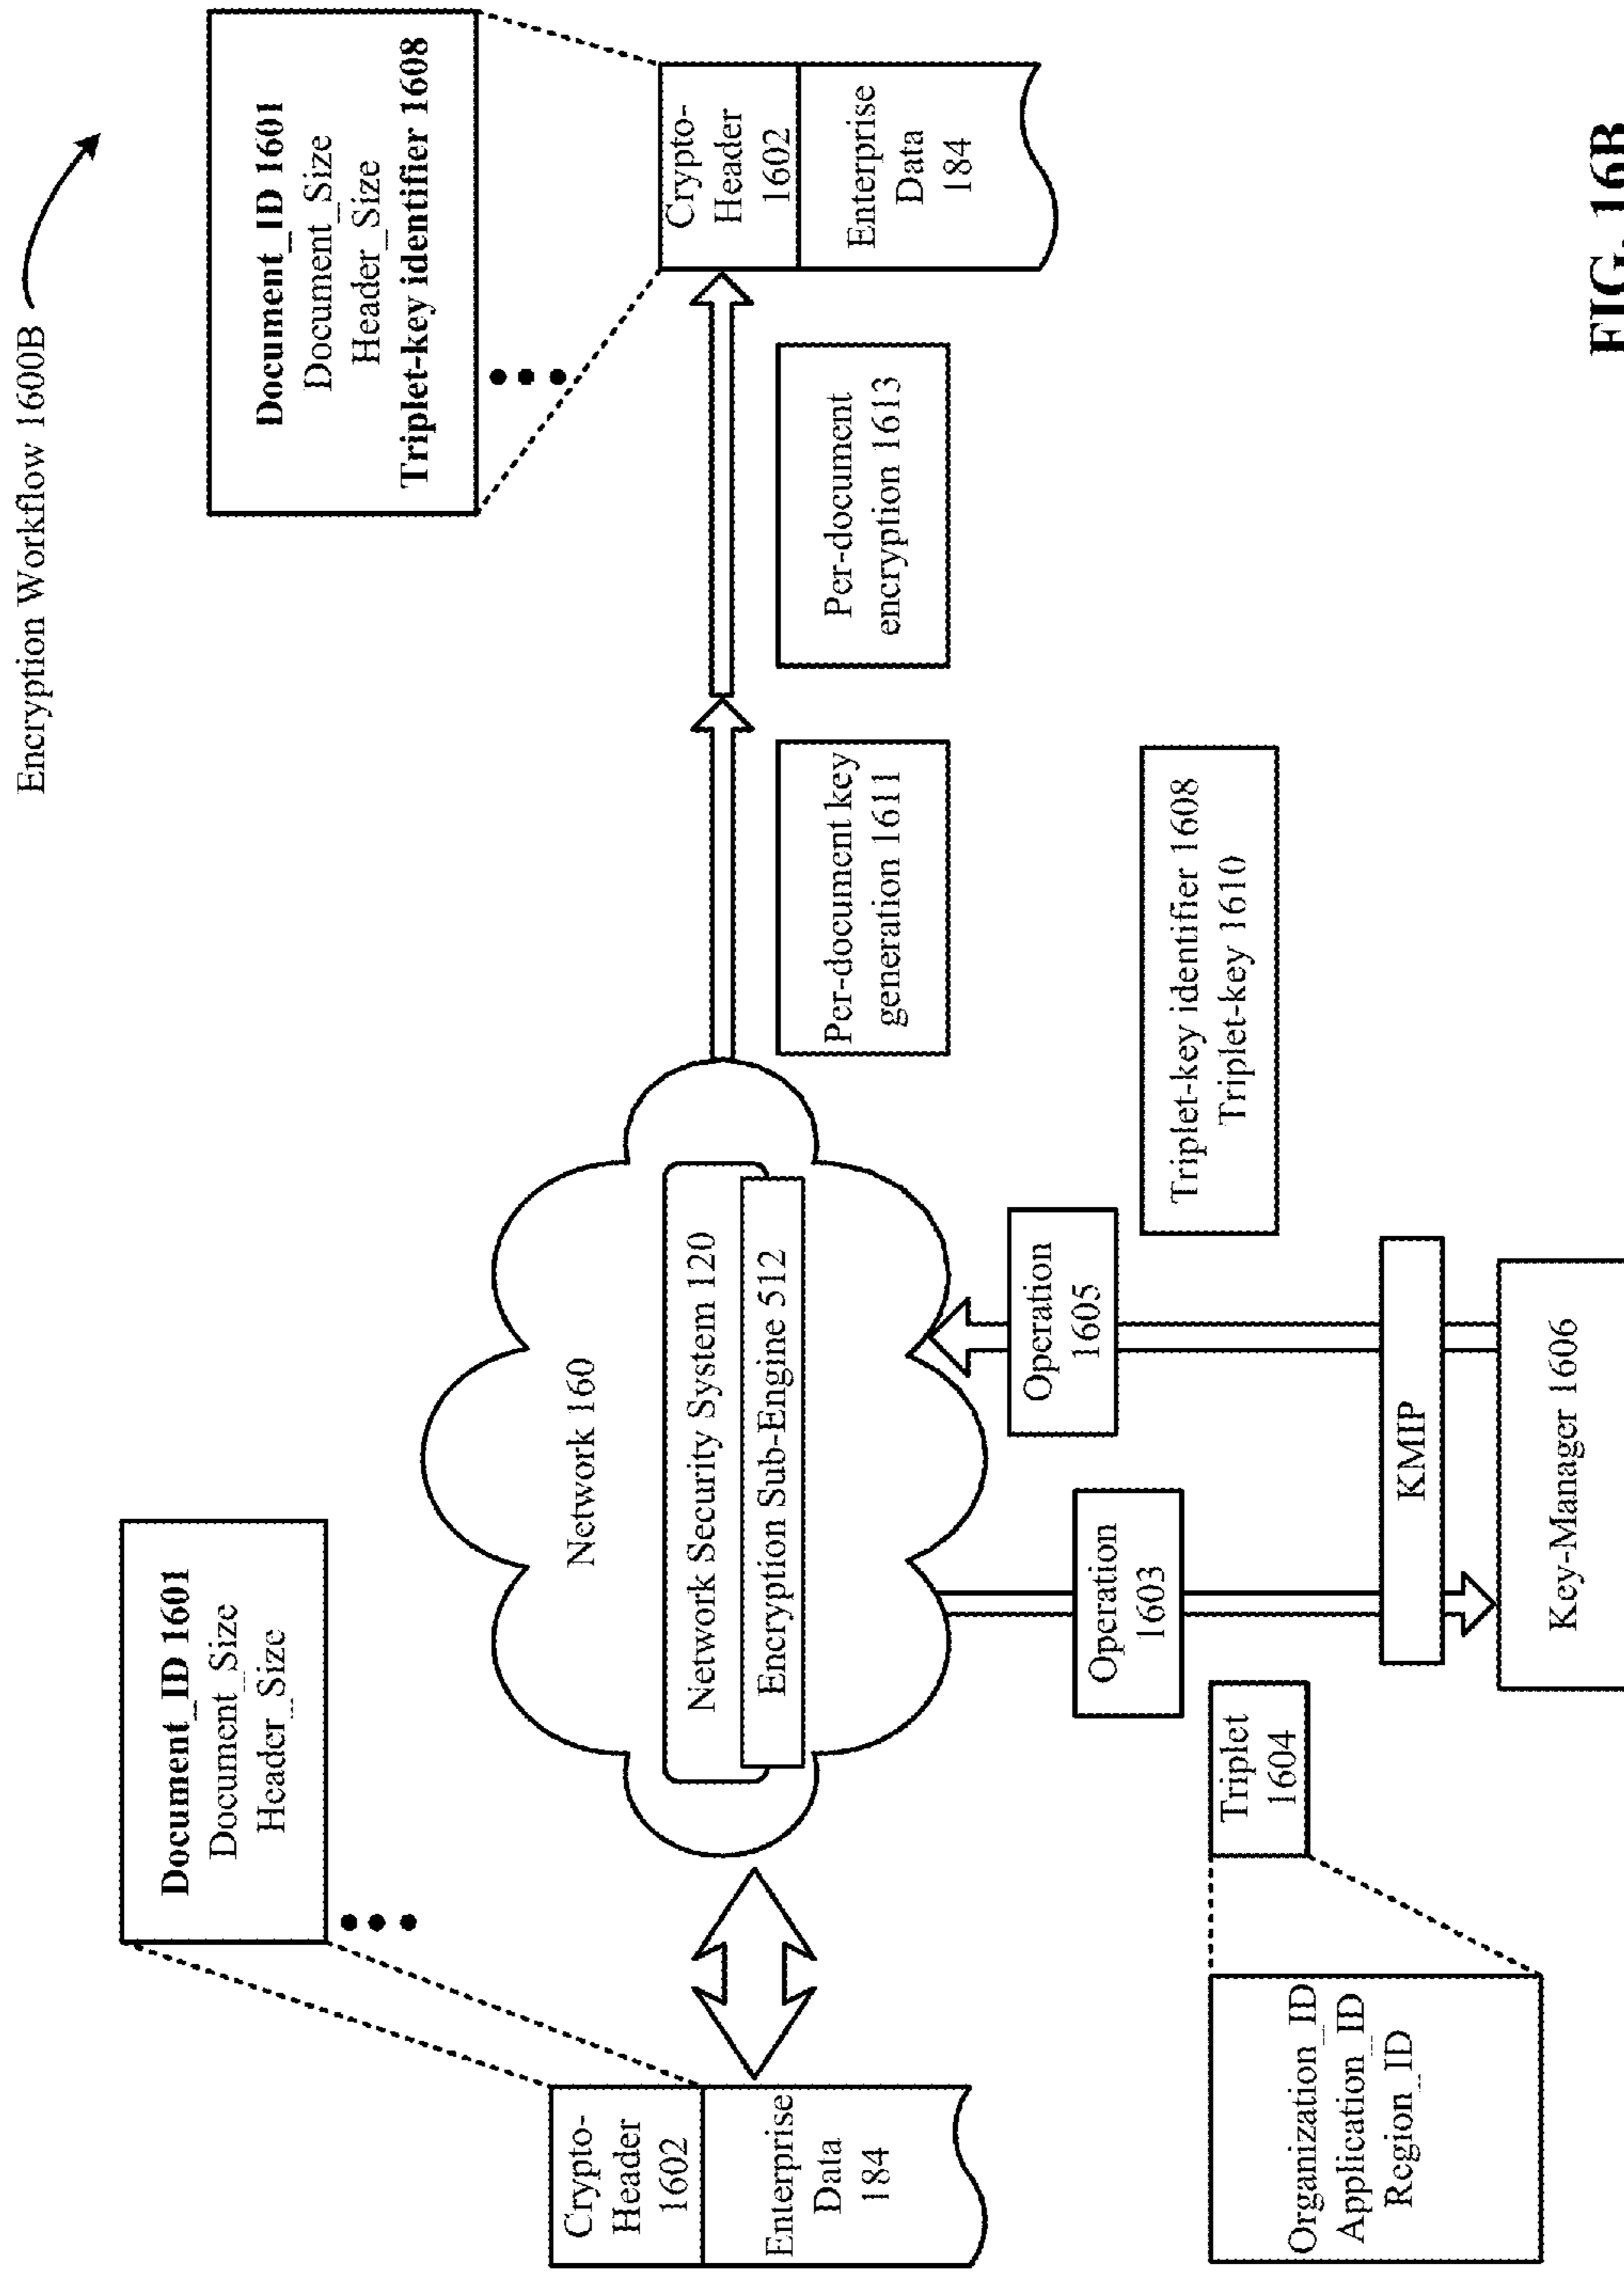 Encryption Workflow 1600B
Document_ID 1601
Document_Size
Header_Size
Document_ID 1601
Document_Size
Header_Size
Triplet-key identifier 1608
Crypto-
Header
1602
Enterprise
Data
184
Network 160
Network Security System 120
Encryption Sub-Engine 512
Crypto-
Header
1602
Enterprise
Data
184
Per-document key
generation 1611
Per-document
encryption 1613
Operation
1603
Operation
1605
Triplet
1604
Organization_ID
Application_ID
Region_ID
Triplet-key identifier 1608
Triplet-key 1610
KMIP
Key-Manager 1606
FIG. 16B